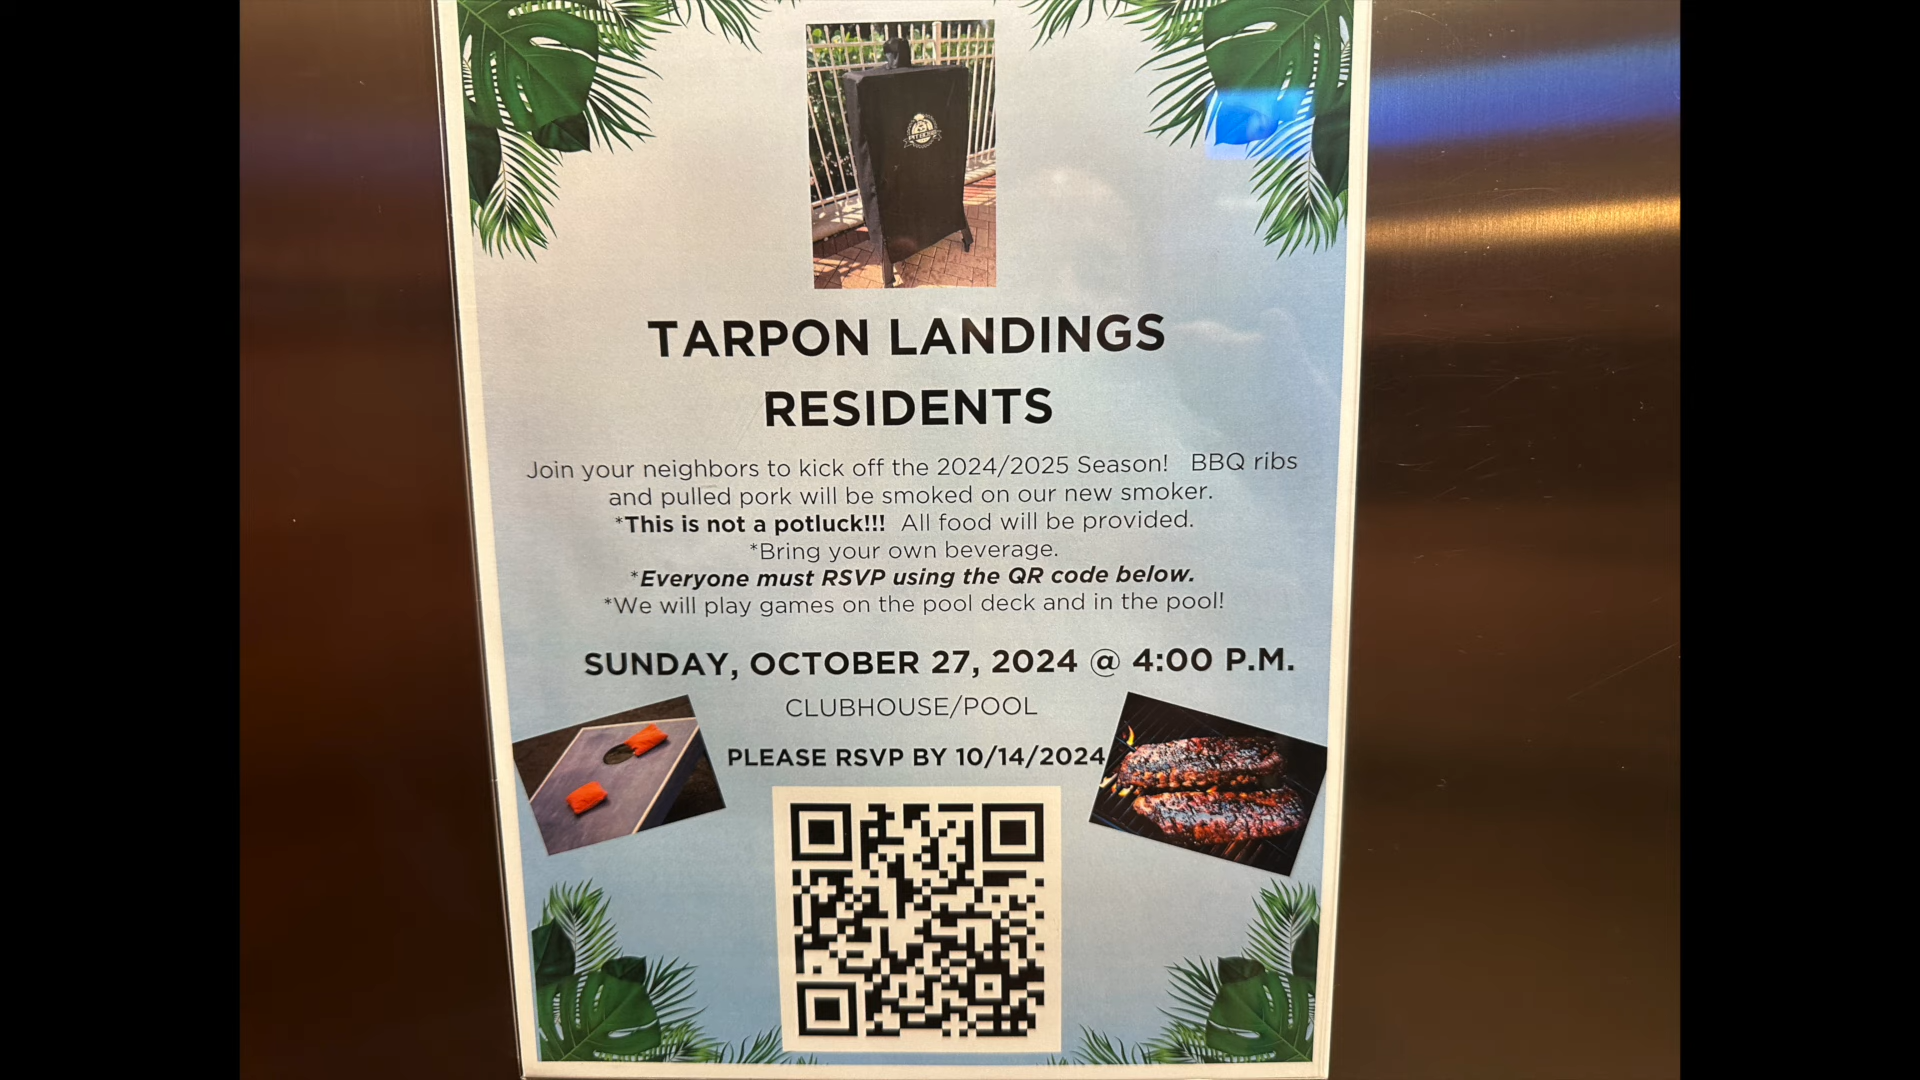 TARPON LANDINGS
RESIDENTS
Join your neighbors to kick off the 2024/2025 Season! BBQ ribs
and pulled pork will be smoked on our new smoker.
*This is not a potluck!!! All food will be provided.
*Bring your own beverage.
*Everyone must RSVP using the QR code below.
*We will play games on the pool deck and in the pool!
SUNDAY, OCTOBER 27, 2024 @ 4:00 P.M.
CLUBHOUSE/POOL
PLEASE RSVP BY 10/14/2024